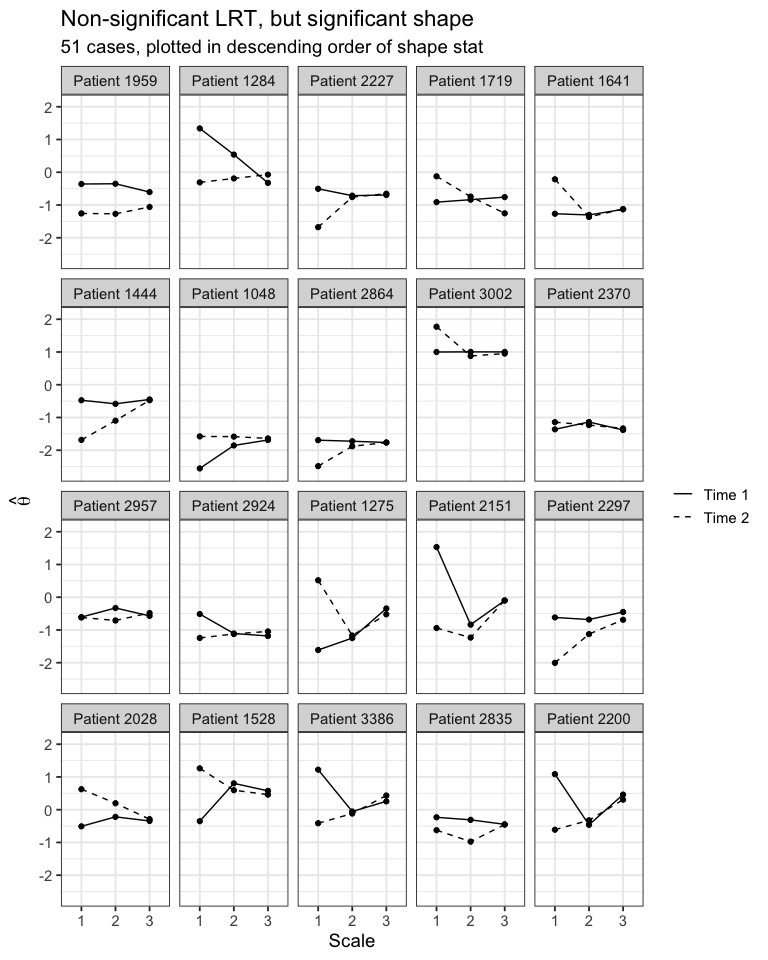 Non-significant LRT, but significant shape
51 cases, plotted in descending order of shape stat
Patient 1959 Patient 1284 Patient 2227 Patient 1719 Patient 1641
2
1
0
-1
-2
Patient 1444 Patient 1048 Patient 2864 Patient 3002 Patient 2370
2
1
0
-1
-2
θ̂
Time 1
Time 2
Patient 2957 Patient 2924 Patient 1275 Patient 2151 Patient 2297
2
1
0
-1
-2
Patient 2028 Patient 1528 Patient 3386 Patient 2835 Patient 2200
2
1
0
-1
-2
1 2 3 1 2 3 1 2 3 1 2 3 1 2 3
Scale